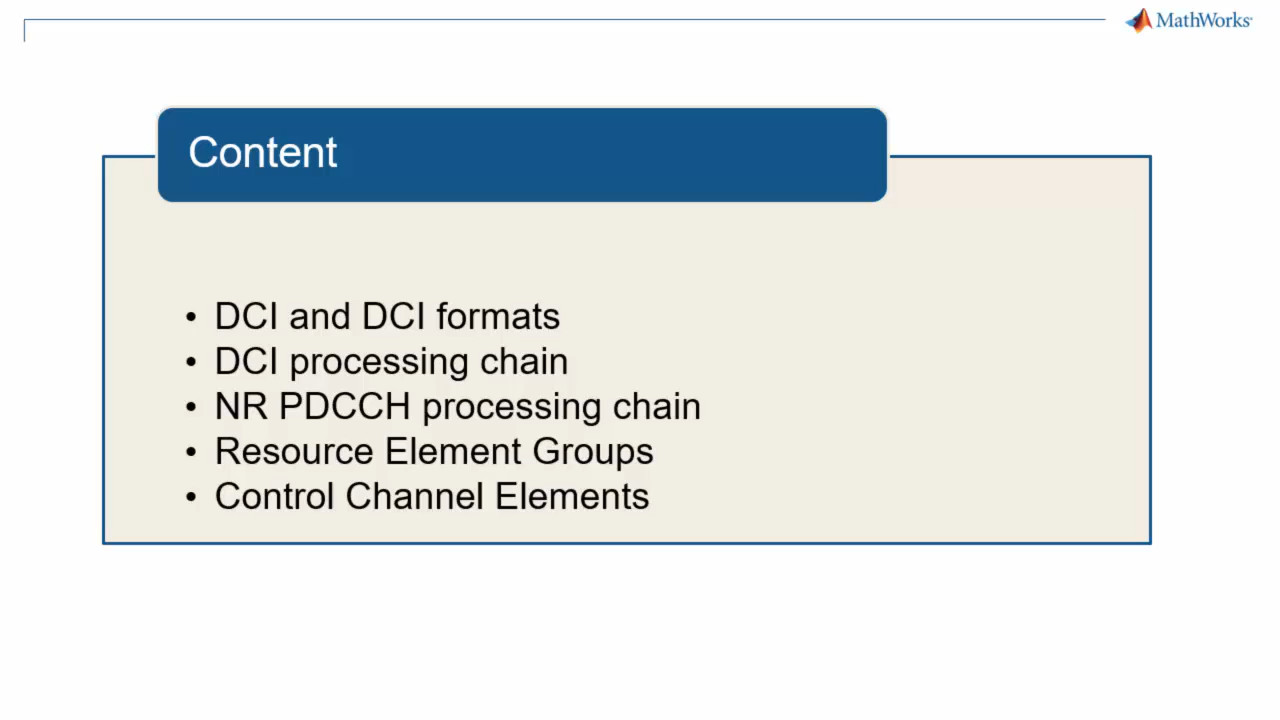 MathWorks
Content
• DCI and DCI formats
• DCI processing chain
• NR PDCCH processing chain
• Resource Element Groups
• Control Channel Elements